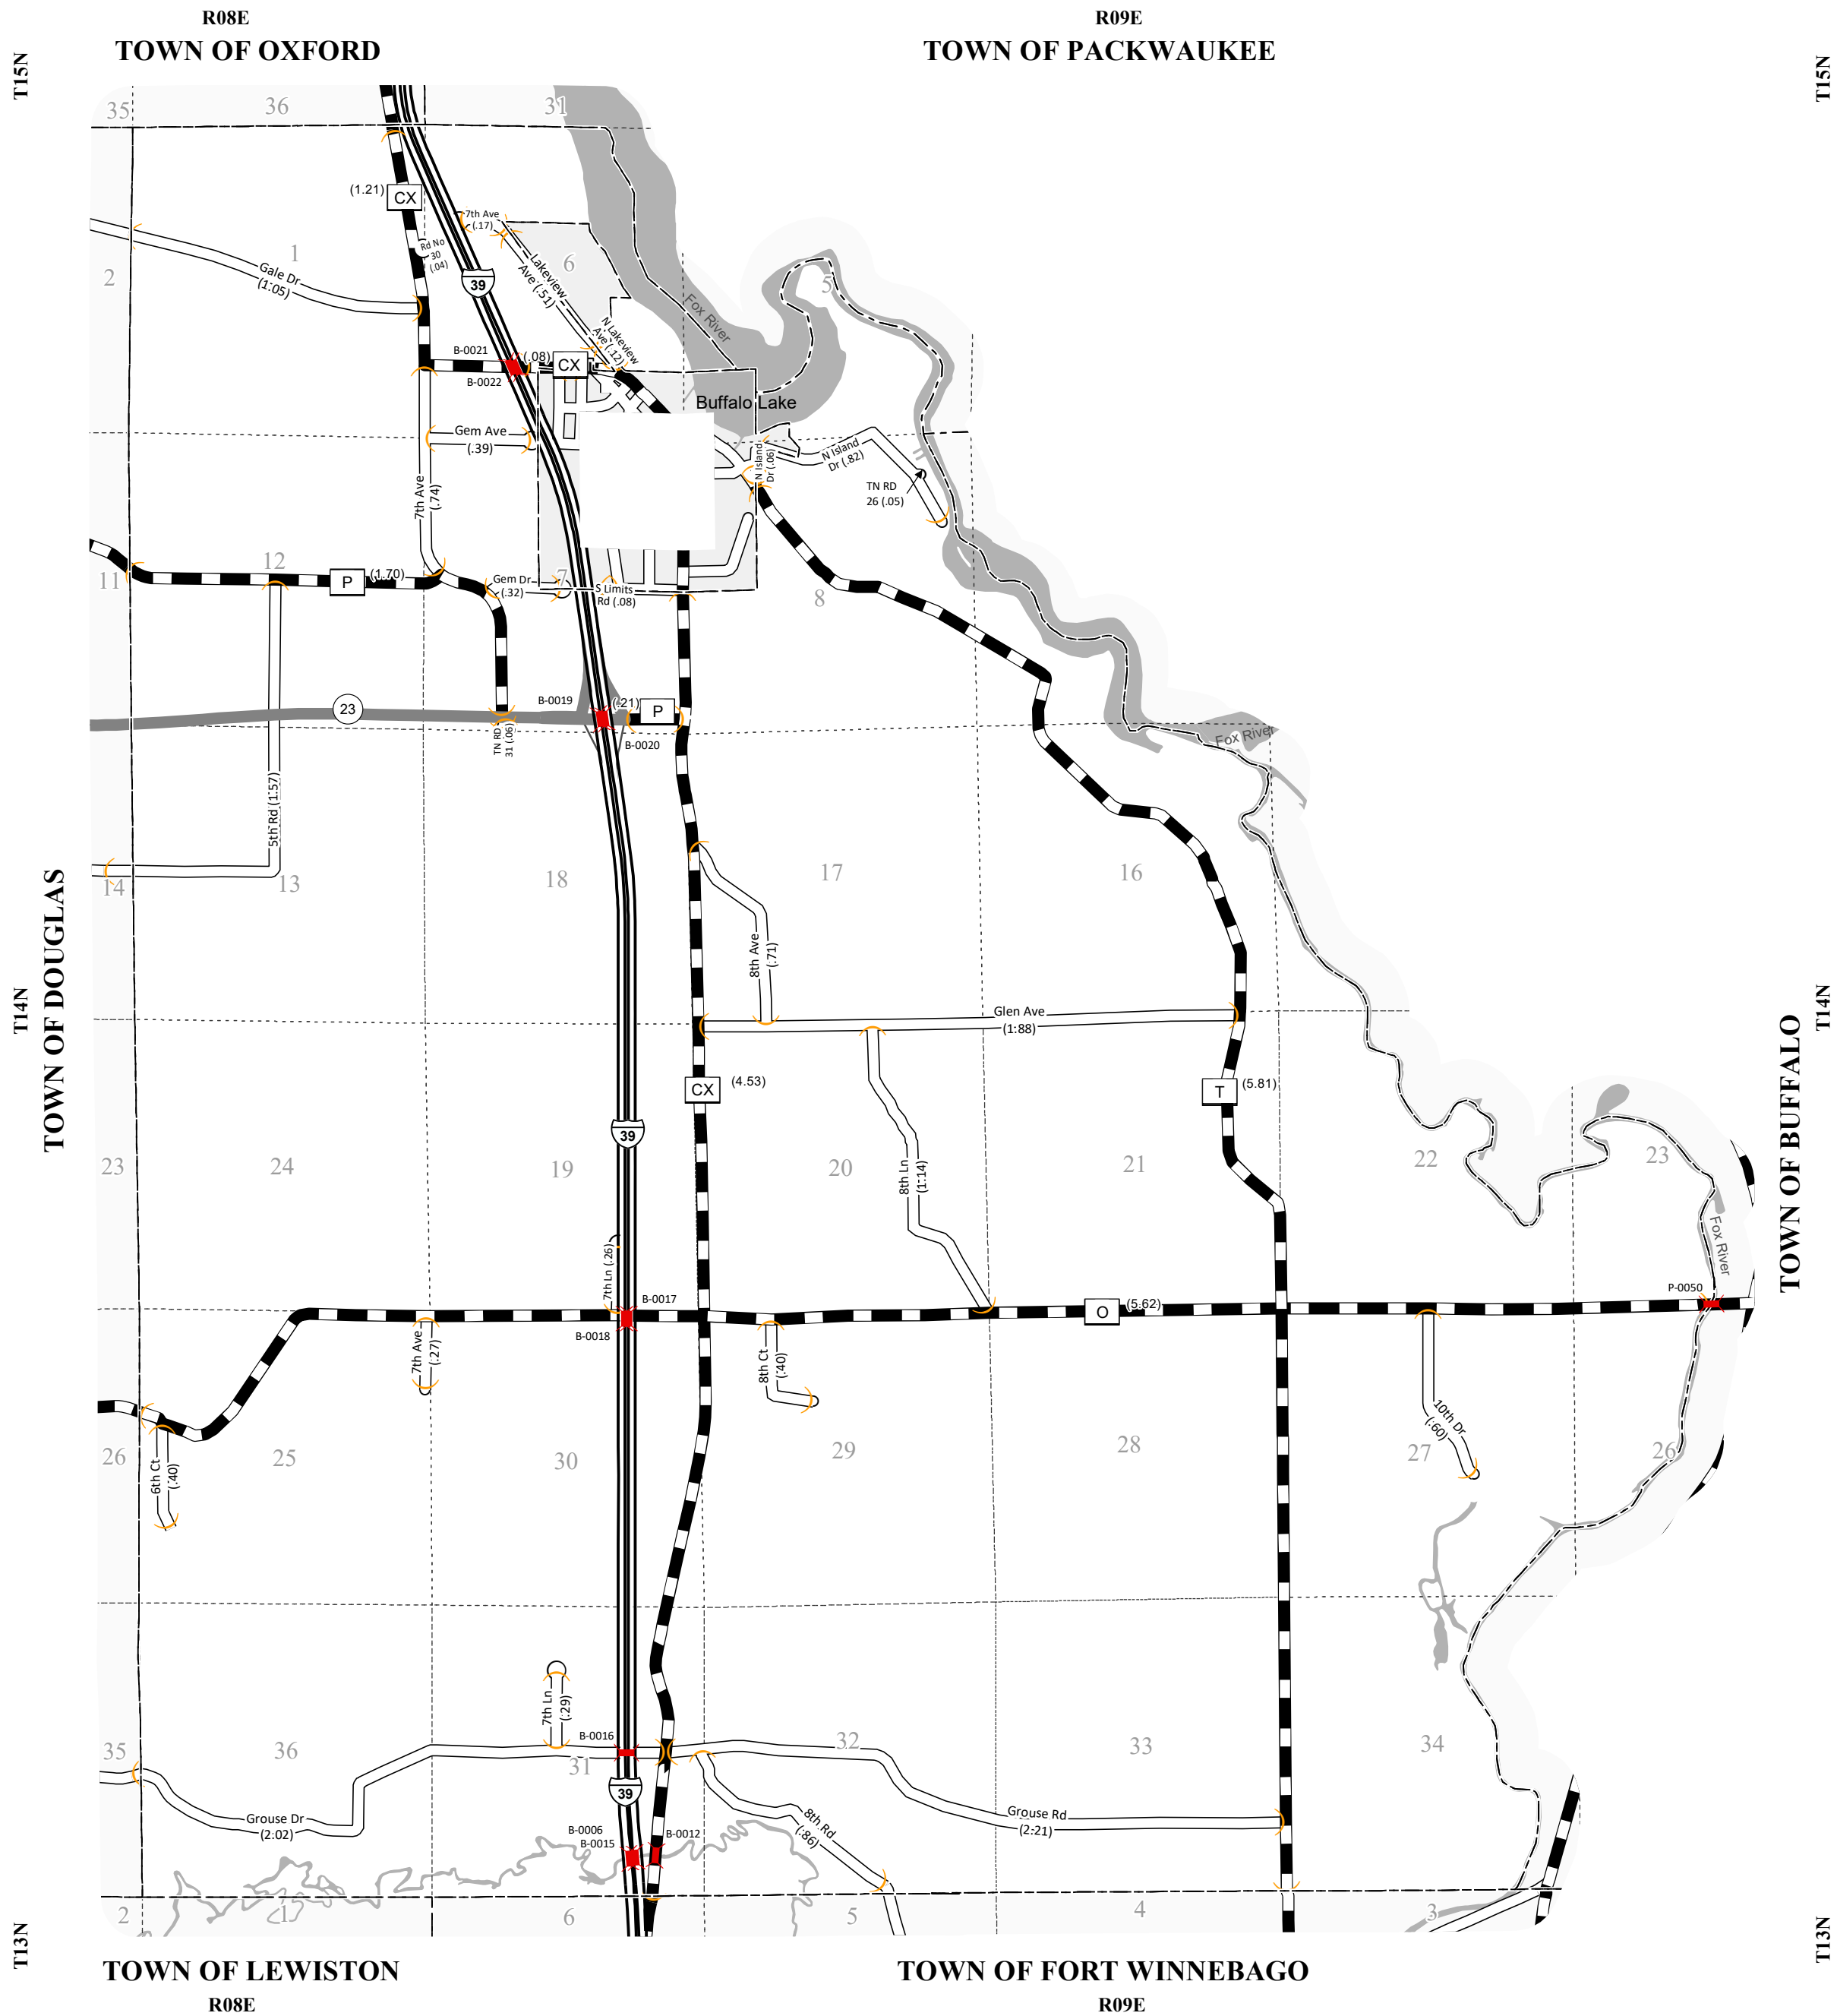 R08E
R09E
TOWN OF OXFORD
TOWN OF PACKWAUKEE
T15N
T15N
35
36
31
(1.21)
CX
7th Ave
(.17)
Rd No
30
(.04)
1
2
6
5
Gale Dr
(1.05)
39
Lakeview
Ave (.51)
Fox River
N Lakeview
Ave (.12)
B-0021
(.08)
CX
B-0022
Buffalo Lake
Gem Ave
(.39)
N Island
Dr (.06)
N Island
Dr (.82)
7th Ave
(.74)
TN RD
26 (.05)
12
11
P
(1.70)
Gem Dr
(.32)
7
S Limits
Rd (.08)
8
B-0019
(.21)
P
23
TN RD
31 (.06)
B-0020
Fox River
5th Rd (1.57)
14
13
18
17
16
TOWN OF DOUGLAS
8th Ave
(.71)
T14N
T14N
Glen Ave
(1.88)
CX
(4.53)
T
(5.81)
TOWN OF BUFFALO
39
23
24
19
20
21
22
23
8th Ln
(1.14)
Fox River
7th Ln (.26)
B-0017
P-0050
O
(5.62)
B-0018
7th Ave
(.27)
8th Ct
(.40)
10th Dr
(.60)
26
25
30
29
28
27
26
6th Ct
(.40)
7th Ln
(.29)
B-0016
35
36
31
32
33
34
39
Grouse Dr
(2.02)
Grouse Rd
(2.21)
8th Rd
(.86)
B-0006
B-0015
B-0012
2
1
6
5
4
3
T13N
T13N
TOWN OF LEWISTON
TOWN OF FORT WINNEBAGO
R08E
R09E